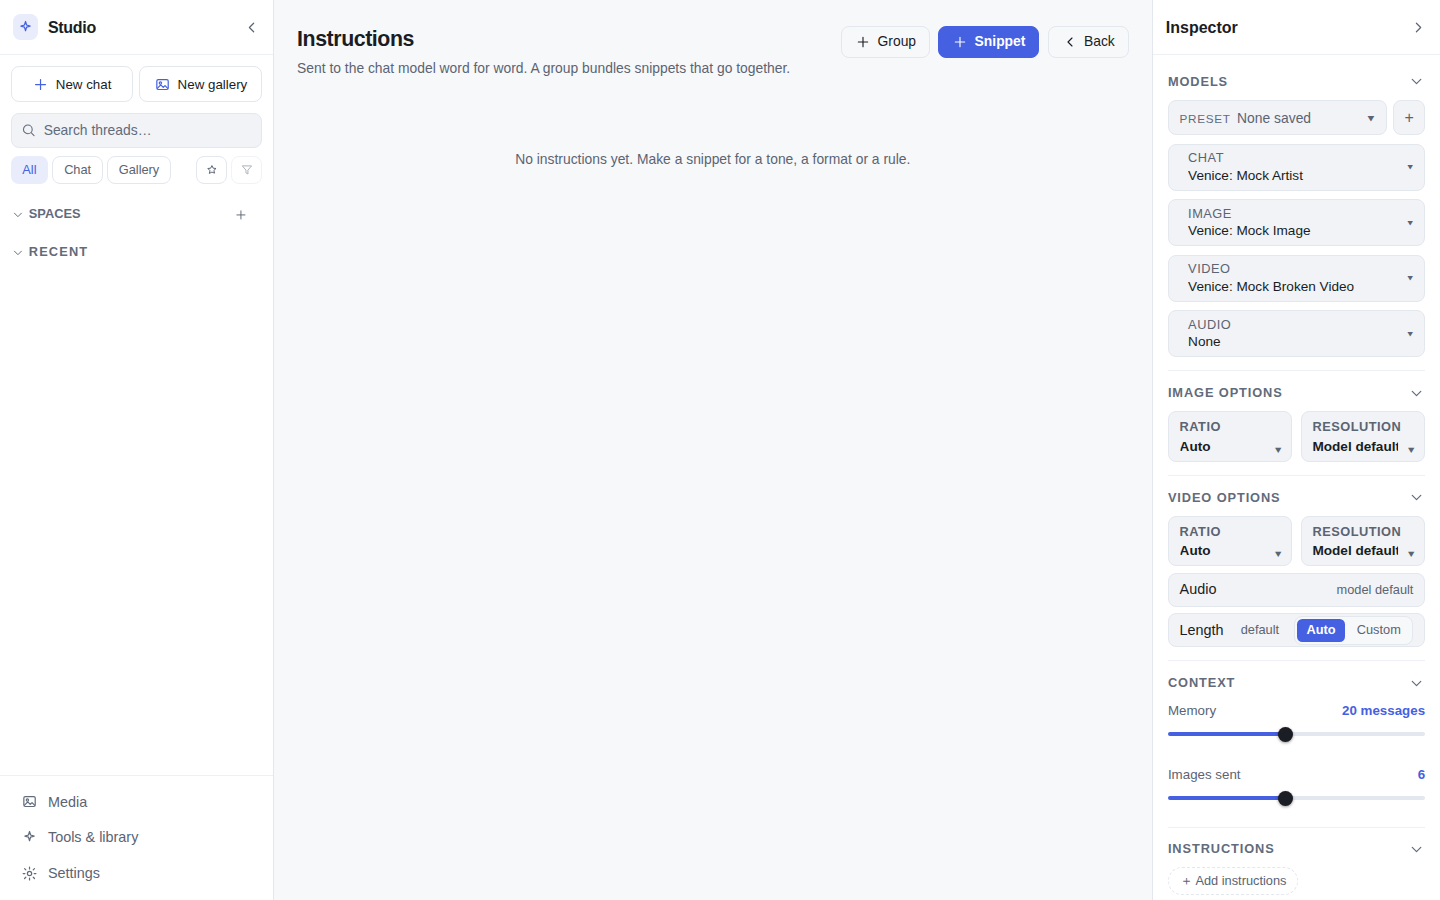 Studio
New chat
New gallery
Search threads…
All
Chat
Gallery
SPACES
RECENT
Media
Tools & library
Settings
Instructions
Sent to the chat model word for word. A group bundles snippets that go together.
Group
Snippet
Back
No instructions yet. Make a snippet for a tone, a format or a rule.
Inspector
MODELS
PRESET None saved
+
CHAT
Venice: Mock Artist
IMAGE
Venice: Mock Image
VIDEO
Venice: Mock Broken Video
AUDIO
None
IMAGE OPTIONS
RATIO
Auto
RESOLUTION
Model default
VIDEO OPTIONS
RATIO
Auto
RESOLUTION
Model default
Audio model default
Length default Auto Custom
CONTEXT
Memory 20 messages
Images sent 6
INSTRUCTIONS
+ Add instructions